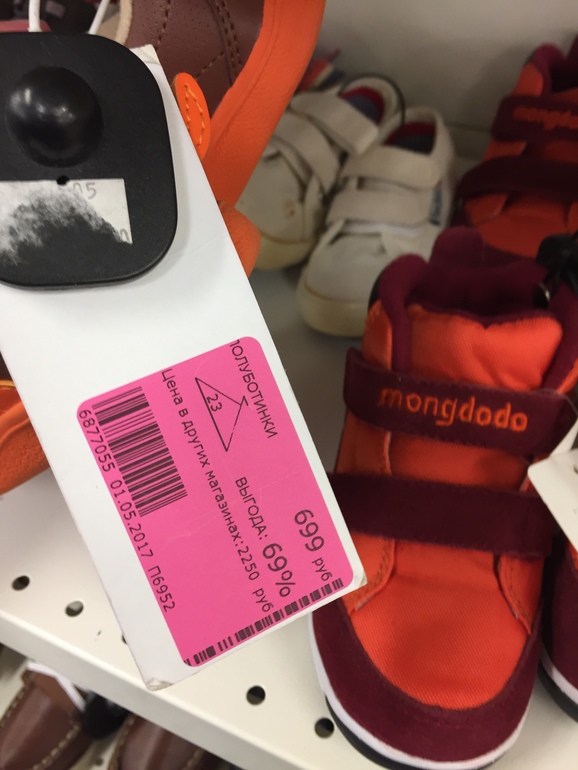 ПОЛУБОТИНКИ
23
699 руб
ВЫГОДА: 69%
Цена в других магазинах: 2250 руб
6877055 01.05.2017 П6952
mongdodo
mongdodo